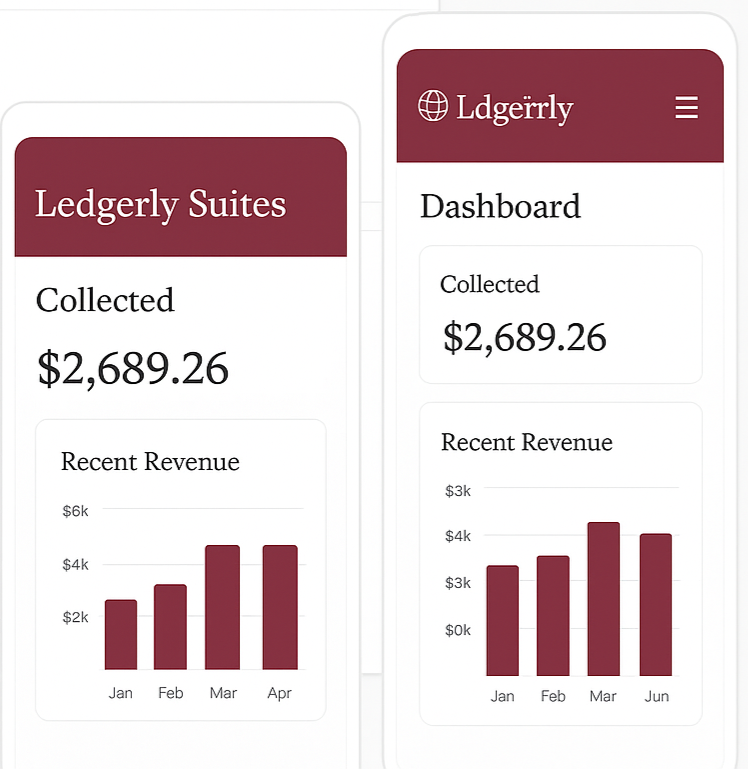 Ledgerly Suites
Collected
$2,689.26
Recent Revenue
$6k
$4k
$2k
Jan Feb Mar Apr
Ldgerïrly
Dashboard
Collected
$2,689.26
Recent Revenue
$3k
$4k
$3k
$0k
Jan Feb Mar Jun